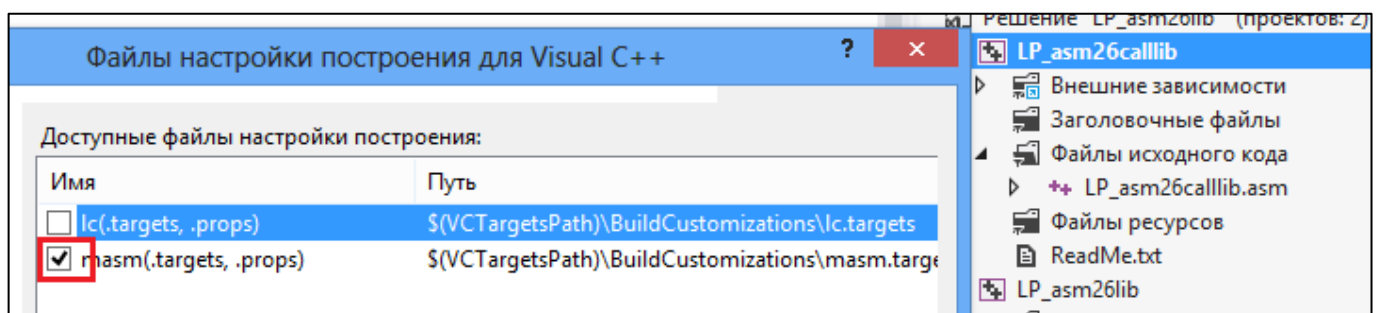 Решение "LP_asm26lib" (проектов: 2)
Файлы настройки построения для Visual C++
?
×
LP_asm26calllib
Внешние зависимости
Заголовочные файлы
Файлы исходного кода
LP_asm26calllib.asm
Файлы ресурсов
ReadMe.txt
LP_asm26lib
Доступные файлы настройки построения:
Имя Путь
lc(.targets, .props) $(VCTargetsPath)\BuildCustomizations\lc.targets
masm(.targets, .props) $(VCTargetsPath)\BuildCustomizations\masm.targe